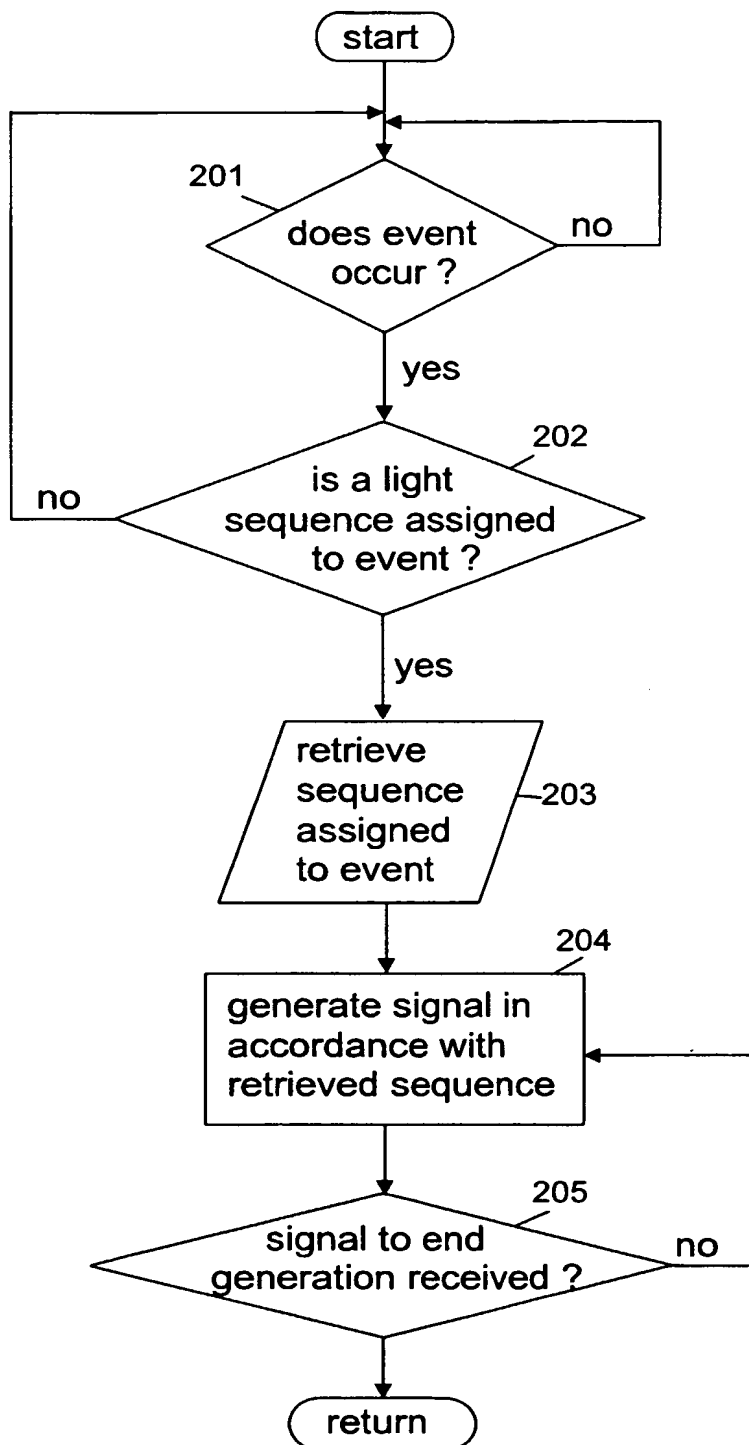 start
201
does event
occur ?
no
yes
202
is a light
sequence assigned
to event ?
no
yes
retrieve
sequence
assigned
to event
203
204
generate signal in
accordance with
retrieved sequence
205
signal to end
generation received ?
no
return